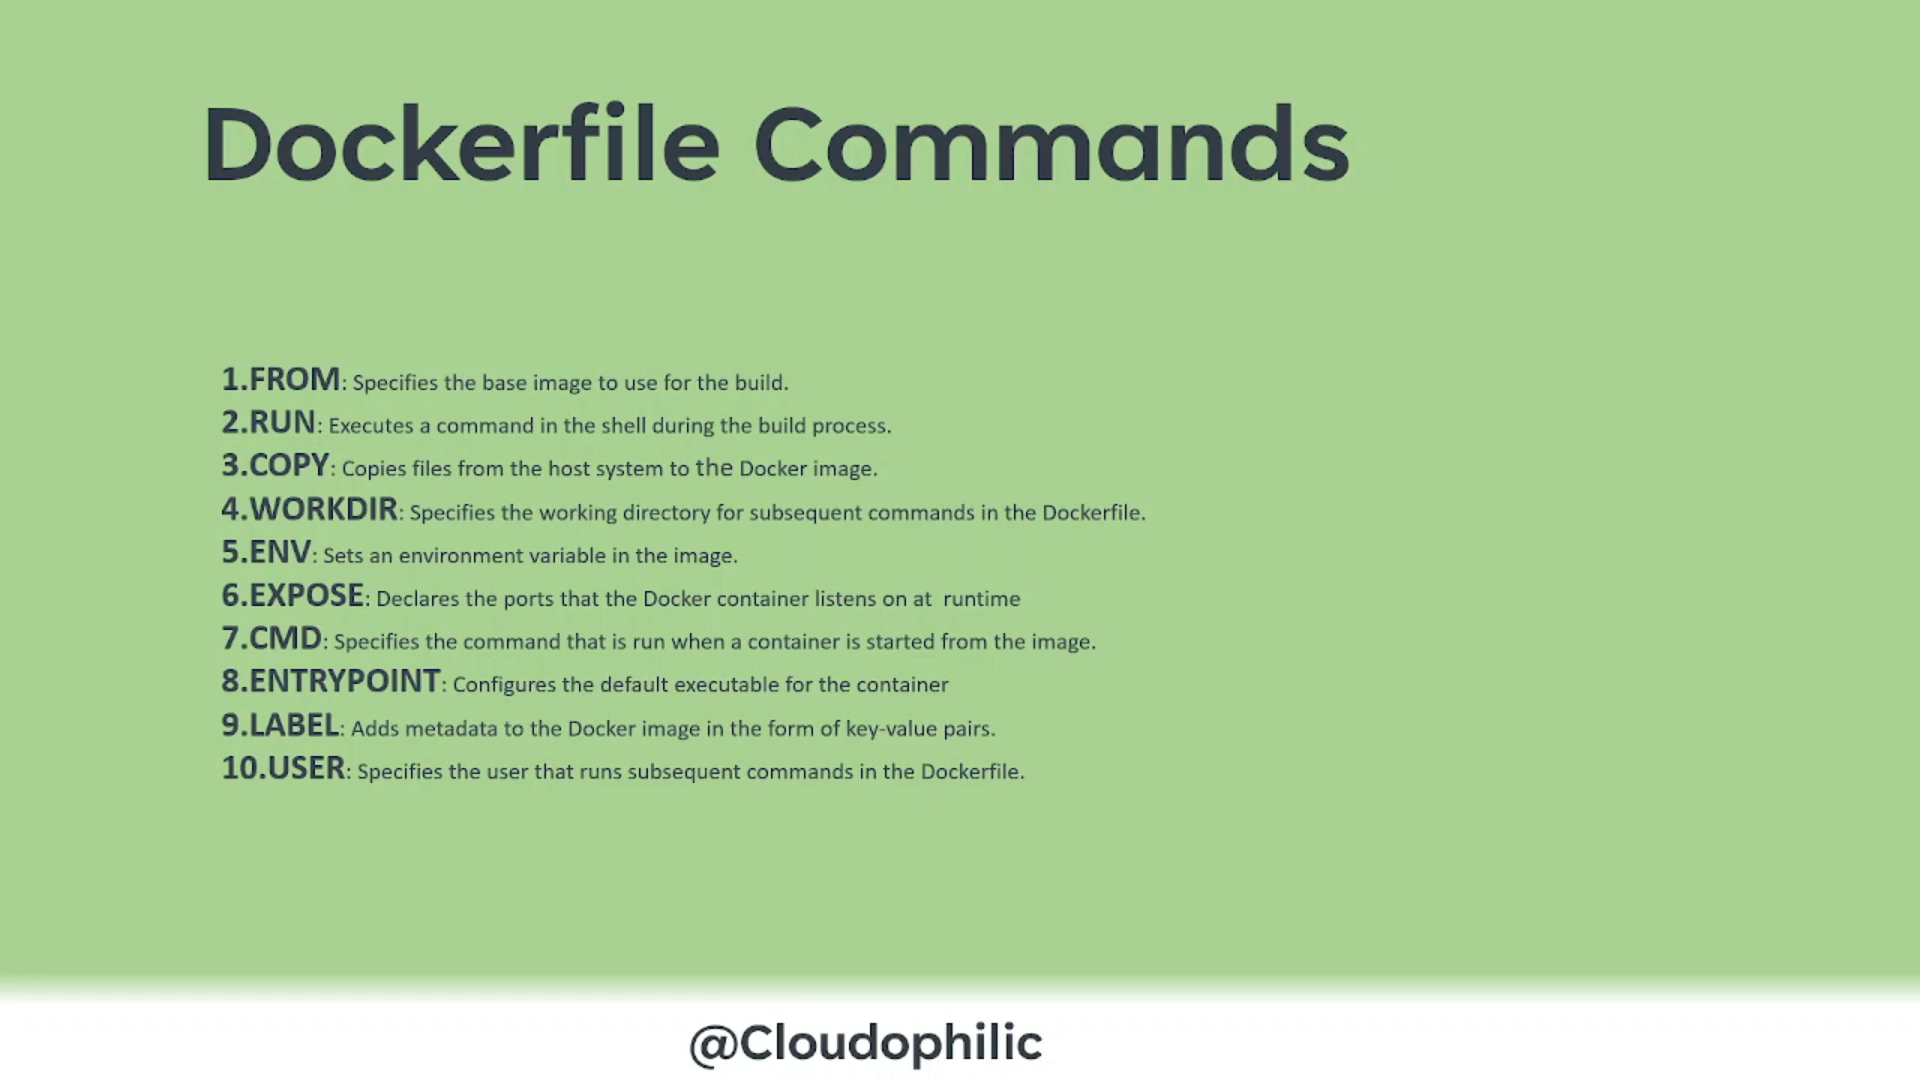 Dockerfile Commands
1.FROM: Specifies the base image to use for the build.
2.RUN: Executes a command in the shell during the build process.
3.COPY: Copies files from the host system to the Docker image.
4.WORKDIR: Specifies the working directory for subsequent commands in the Dockerfile.
5.ENV: Sets an environment variable in the image.
6.EXPOSE: Declares the ports that the Docker container listens on at  runtime
7.CMD: Specifies the command that is run when a container is started from the image.
8.ENTRYPOINT: Configures the default executable for the container
9.LABEL: Adds metadata to the Docker image in the form of key-value pairs.
10.USER: Specifies the user that runs subsequent commands in the Dockerfile.
@Cloudophilic